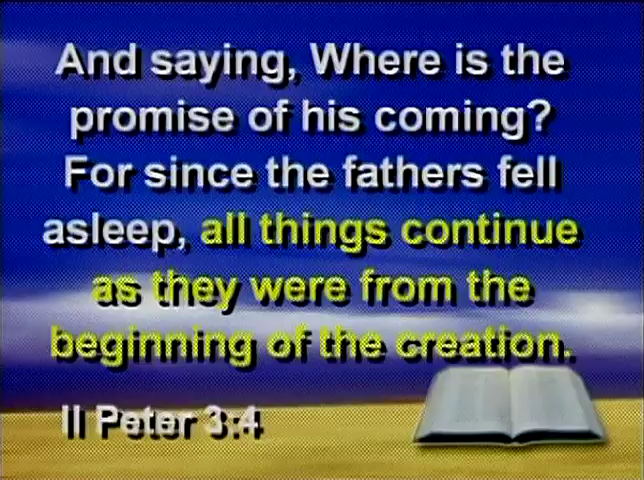 And saying, Where is the
promise of his coming?
For since the fathers fell
asleep, all things continue
as they were from the
beginning of the creation.
II Peter 3:4